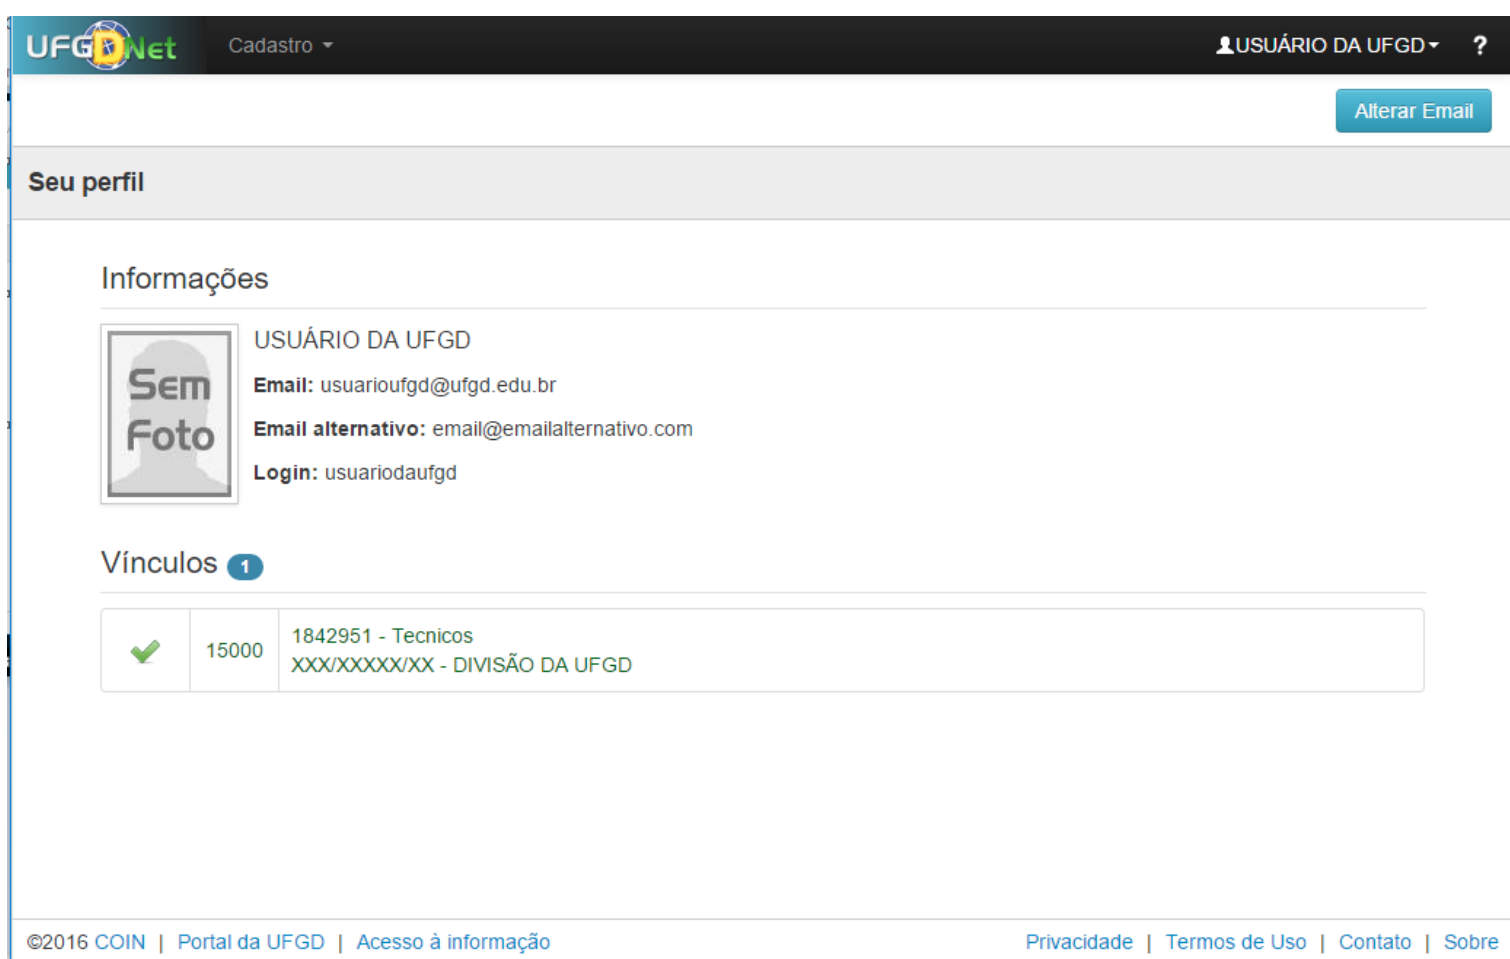 UFGDNet Cadastro USUÁRIO DA UFGD ?
Alterar Email
Seu perfil
Informações
Sem
Foto
USUÁRIO DA UFGD
Email: usuarioufgd@ufgd.edu.br
Email alternativo: email@emailalternativo.com
Login: usuariodaufgd
Vínculos 1
15000
1842951 - Tecnicos
XXX/XXXXX/XX - DIVISÃO DA UFGD
©2016 COIN | Portal da UFGD | Acesso à informação
Privacidade | Termos de Uso | Contato | Sobre